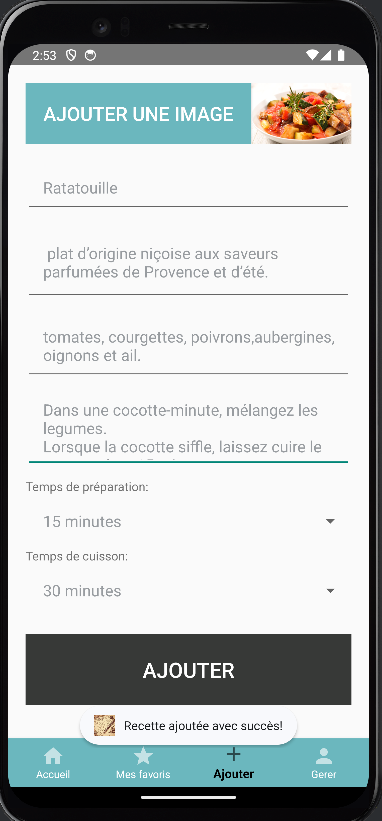 2:53
AJOUTER UNE IMAGE
Ratatouille
plat d’origine niçoise aux saveurs
parfumées de Provence et d’été.
tomates, courgettes, poivrons,aubergines,
oignons et ail.
Dans une cocotte-minute, mélangez les
legumes.
Lorsque la cocotte siffle, laissez cuire le
Temps de préparation:
15 minutes
Temps de cuisson:
30 minutes
AJOUTER
Recette ajoutée avec succès!
Accueil Mes favoris Ajouter Gerer